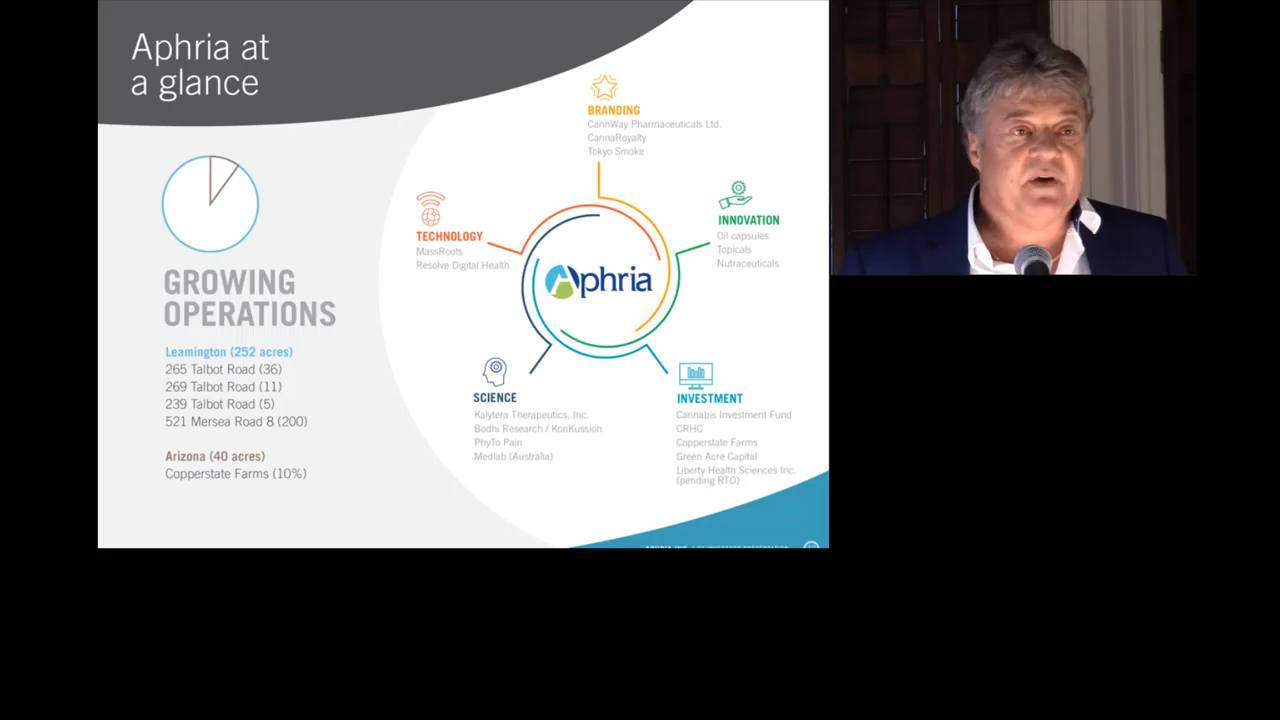 Aphria at
a glance
GROWING
OPERATIONS
Leamington (252 acres)
265 Talbot Road (36)
269 Talbot Road (11)
239 Talbot Road (5)
521 Mersea Road 8 (200)
Arizona (40 acres)
Copperstate Farms (10%)
BRANDING
CannWay Pharmaceuticals Ltd.
CannaRoyalty
Tokyo Smoke
TECHNOLOGY
MassRoots
Resolve Digital Health
INNOVATION
Oil capsules
Topicals
Nutraceuticals
Aphria
SCIENCE
Kalytera Therapeutics, Inc.
Bodhi Research / KonKussion
PhyTo Pain
Medlab (Australia)
INVESTMENT
Cannabis Investment Fund
CRHC
Copperstate Farms
Green Acre Capital
Liberty Health Sciences Inc.
(pending RTO)